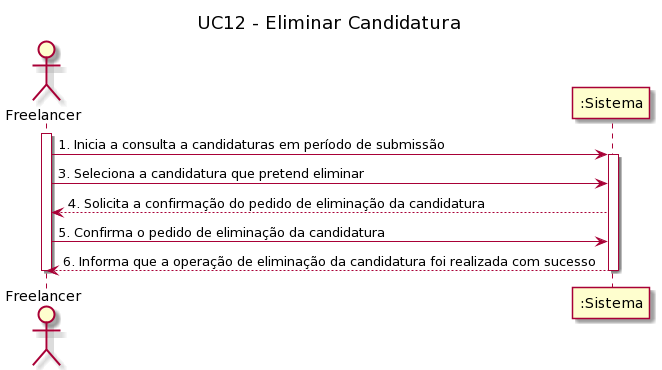 UC12 - Eliminar Candidatura
Freelancer
:Sistema
1. Inicia a consulta a candidaturas em período de submissão
3. Seleciona a candidatura que pretend eliminar
4. Solicita a confirmação do pedido de eliminação da candidatura
5. Confirma o pedido de eliminação da candidatura
6. Informa que a operação de eliminação da candidatura foi realizada com sucesso
Freelancer
:Sistema